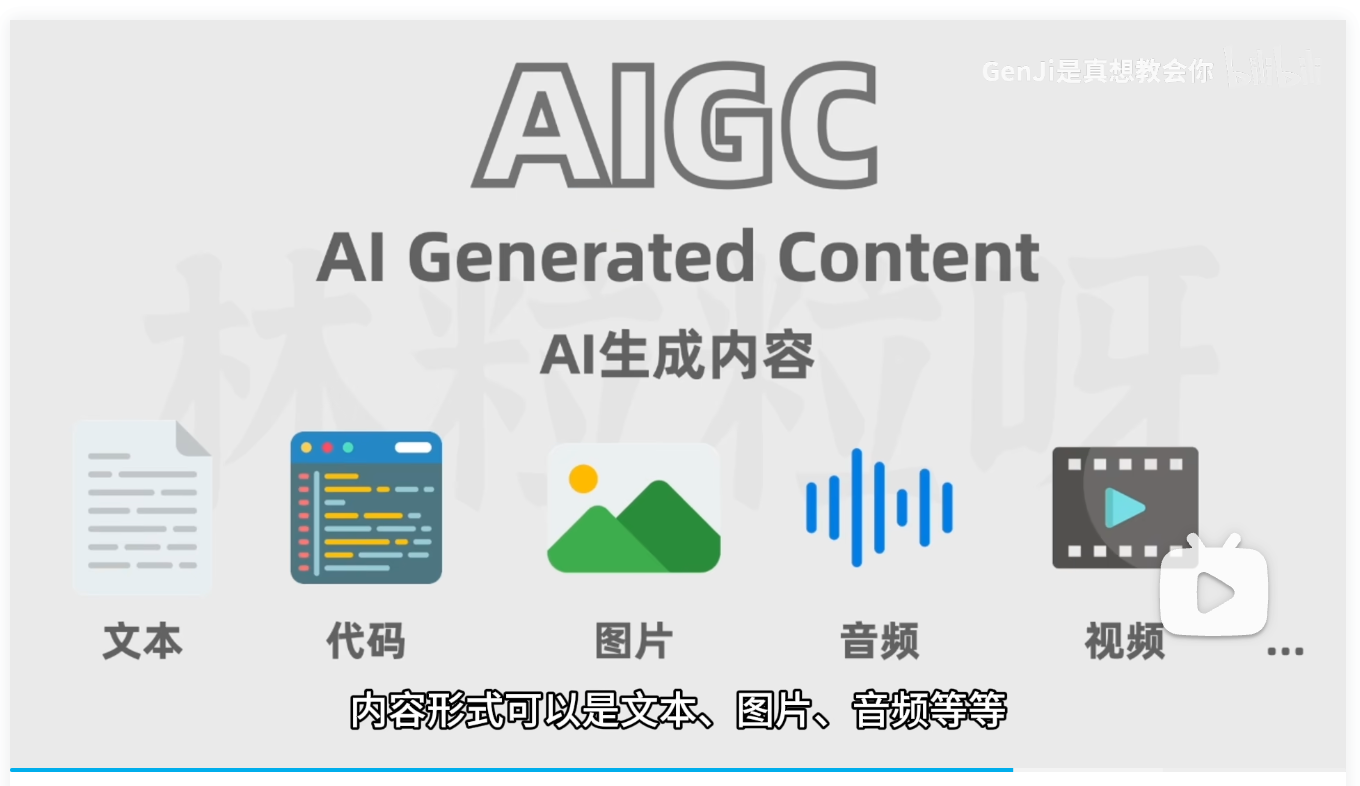 AIGC
GenJi是真想教会你 bilibili
AI Generated Content
林粒粒呀
AI生成内容
文本 代码 图片 音频 视频 ...
内容形式可以是文本、图片、音频等等